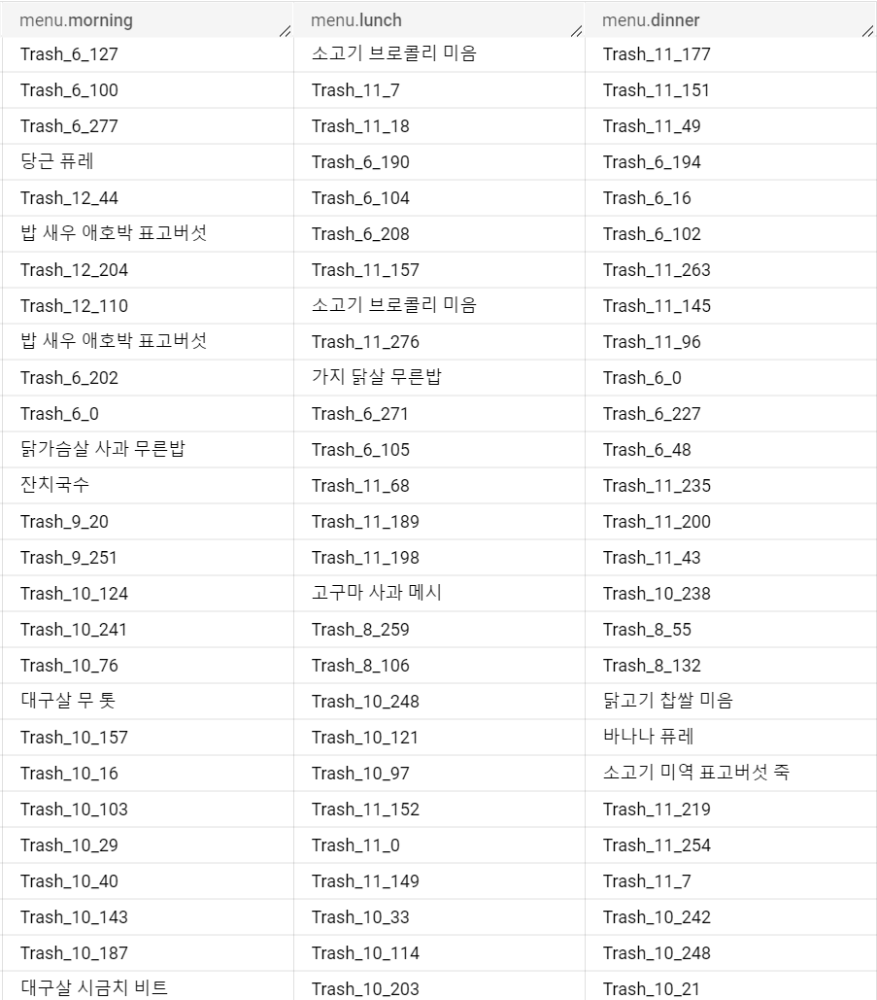 menu.morning menu.lunch menu.dinner
Trash_6_127 소고기 브로콜리 미음 Trash_11_177
Trash_6_100 Trash_11_7 Trash_11_151
Trash_6_277 Trash_11_18 Trash_11_49
당근 퓨레 Trash_6_190 Trash_6_194
Trash_12_44 Trash_6_104 Trash_6_16
밥 새우 애호박 표고버섯 Trash_6_208 Trash_6_102
Trash_12_204 Trash_11_157 Trash_11_263
Trash_12_110 소고기 브로콜리 미음 Trash_11_145
밥 새우 애호박 표고버섯 Trash_11_276 Trash_11_96
Trash_6_202 가지 닭살 무른밥 Trash_6_0
Trash_6_0 Trash_6_271 Trash_6_227
닭가슴살 사과 무른밥 Trash_6_105 Trash_6_48
잔치국수 Trash_11_68 Trash_11_235
Trash_9_20 Trash_11_189 Trash_11_200
Trash_9_251 Trash_11_198 Trash_11_43
Trash_10_124 고구마 사과 메시 Trash_10_238
Trash_10_241 Trash_8_259 Trash_8_55
Trash_10_76 Trash_8_106 Trash_8_132
대구살 무 톳 Trash_10_248 닭고기 찹쌀 미음
Trash_10_157 Trash_10_121 바나나 퓨레
Trash_10_16 Trash_10_97 소고기 미역 표고버섯 죽
Trash_10_103 Trash_11_152 Trash_11_219
Trash_10_29 Trash_11_0 Trash_11_254
Trash_10_40 Trash_11_149 Trash_11_7
Trash_10_143 Trash_10_33 Trash_10_242
Trash_10_187 Trash_10_114 Trash_10_248
대구살 시금치 비트 Trash_10_203 Trash_10_21